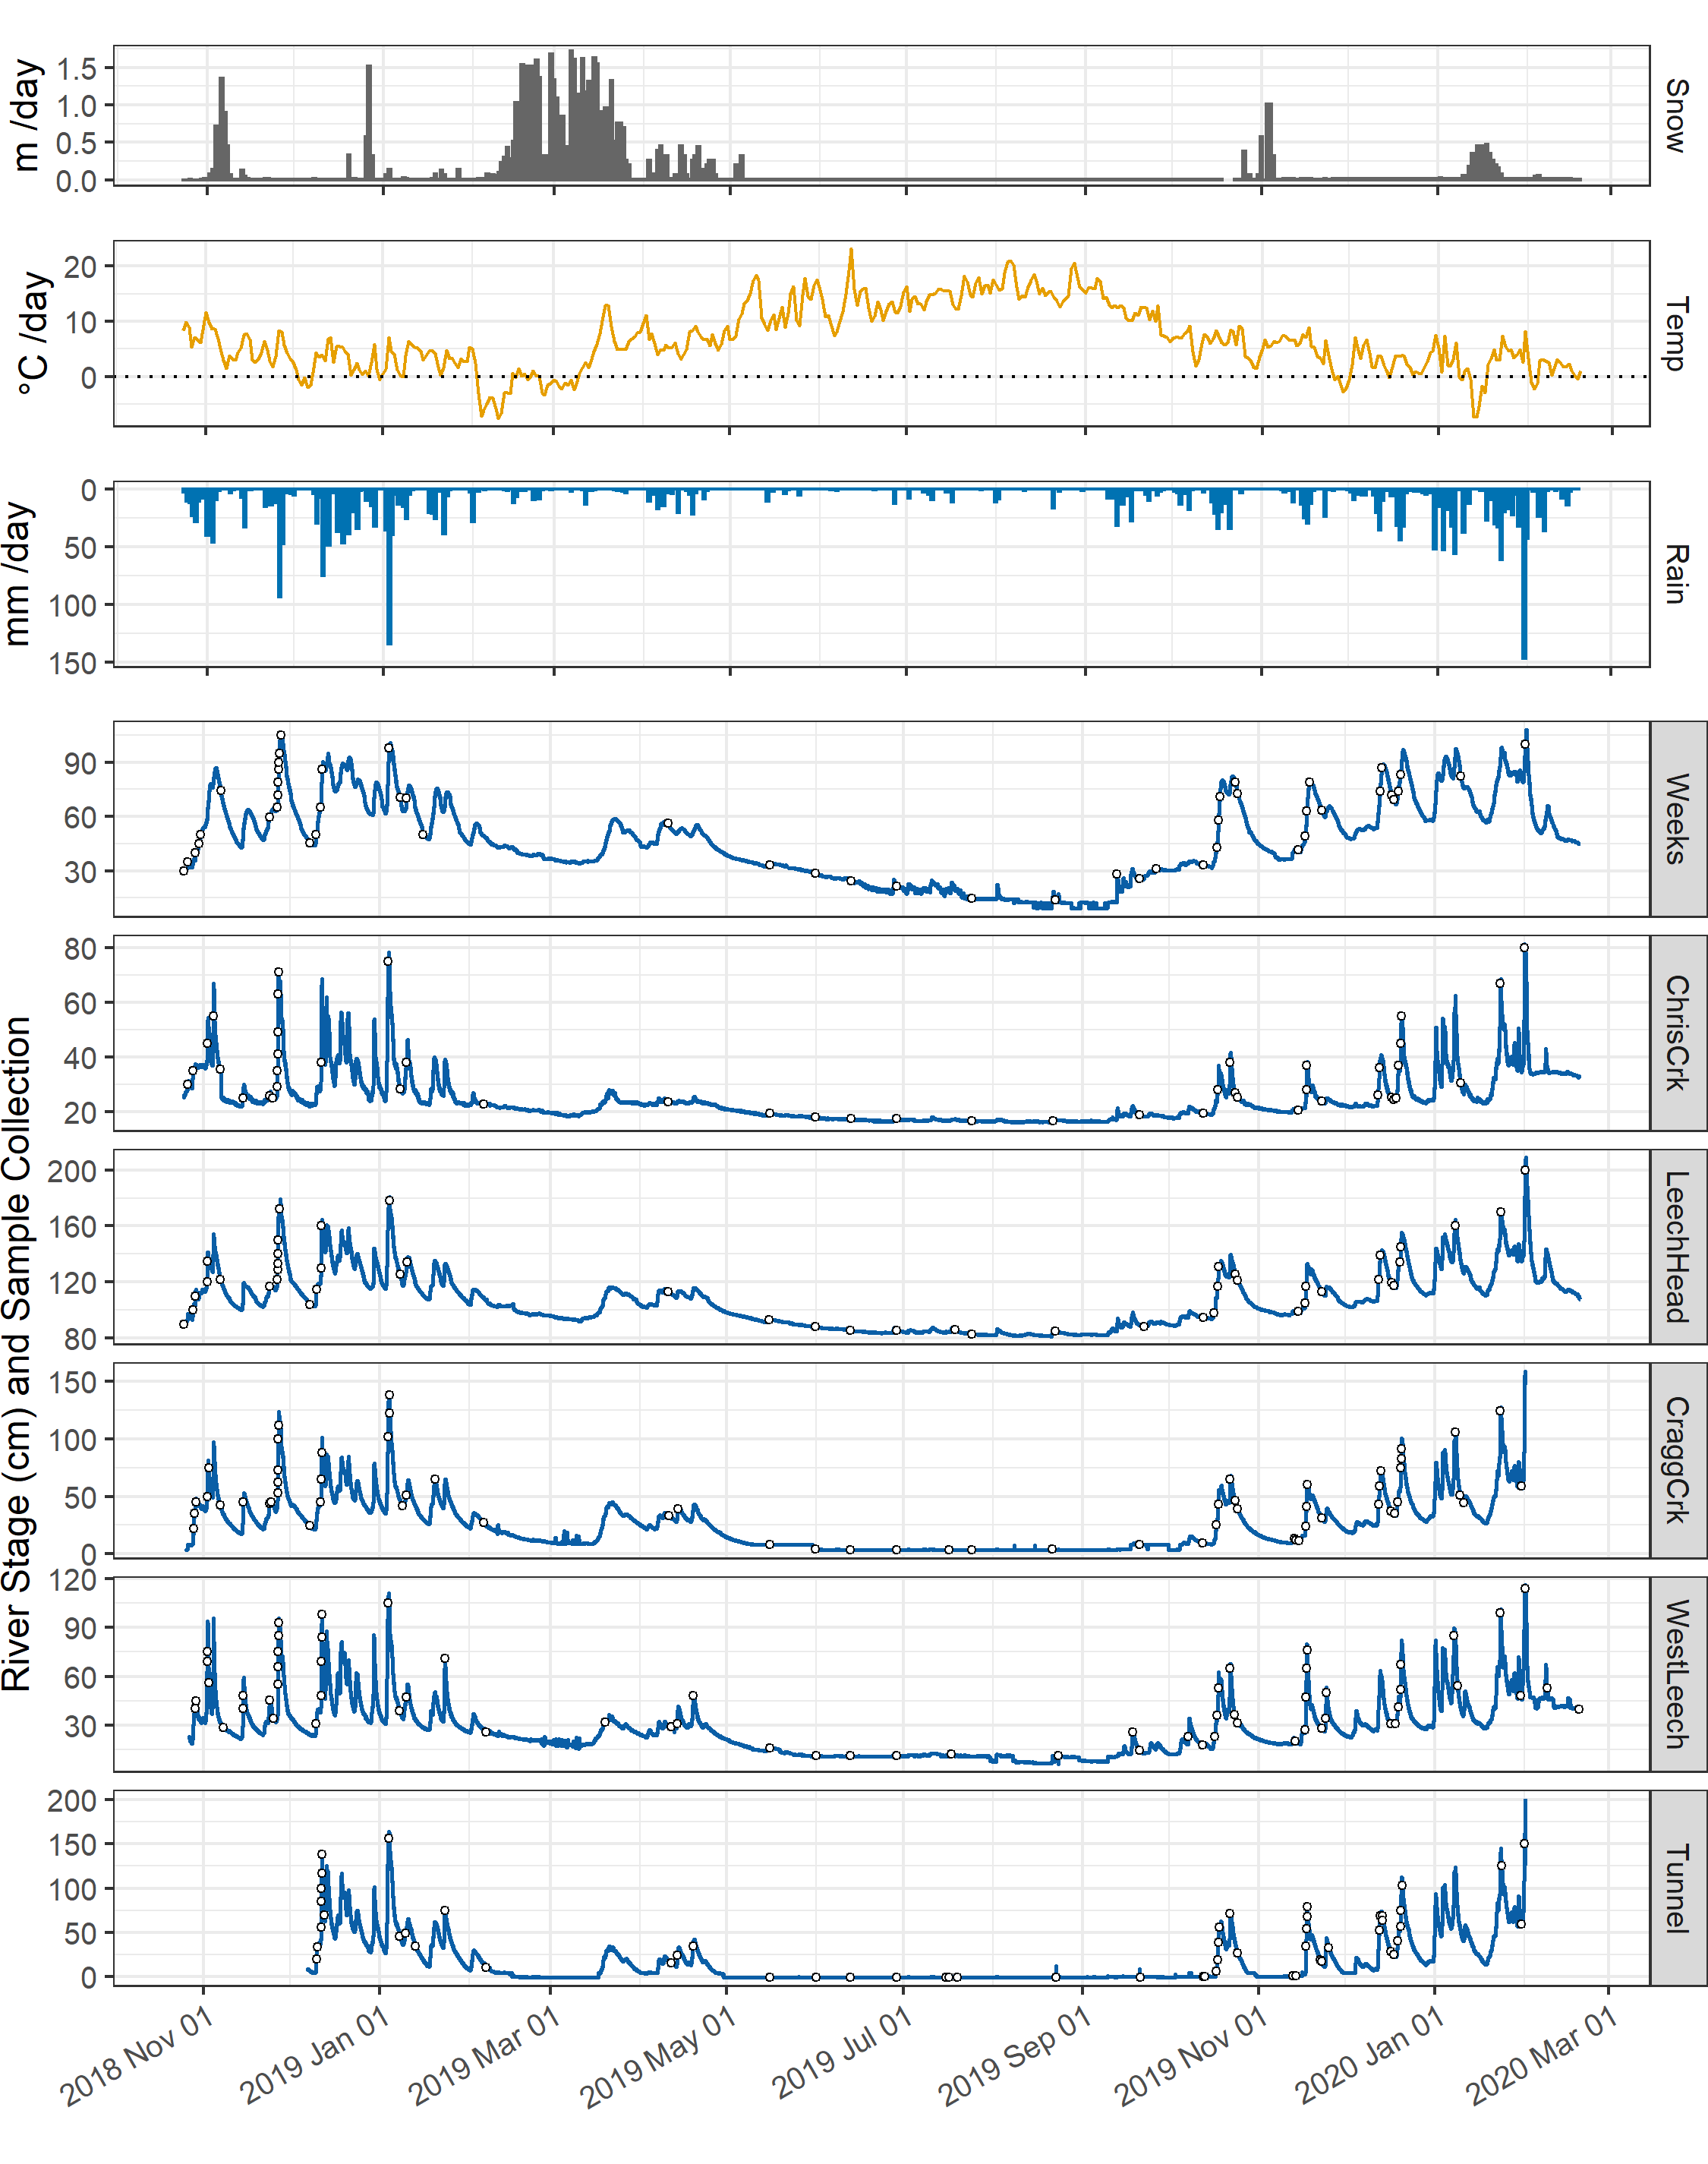 m /day
1.5
1.0
0.5
0.0
Snow
°C /day
20
10
0
Temp
mm /day
0
50
100
150
Rain
River Stage (cm) and Sample Collection
90
60
30
Weeks
80
60
40
20
ChrisCrk
200
160
120
80
LeechHead
150
100
50
0
CraggCrk
120
90
60
30
WestLeech
200
150
100
50
0
Tunnel
2018 Nov 01
2019 Jan 01
2019 Mar 01
2019 May 01
2019 Jul 01
2019 Sep 01
2019 Nov 01
2020 Jan 01
2020 Mar 01